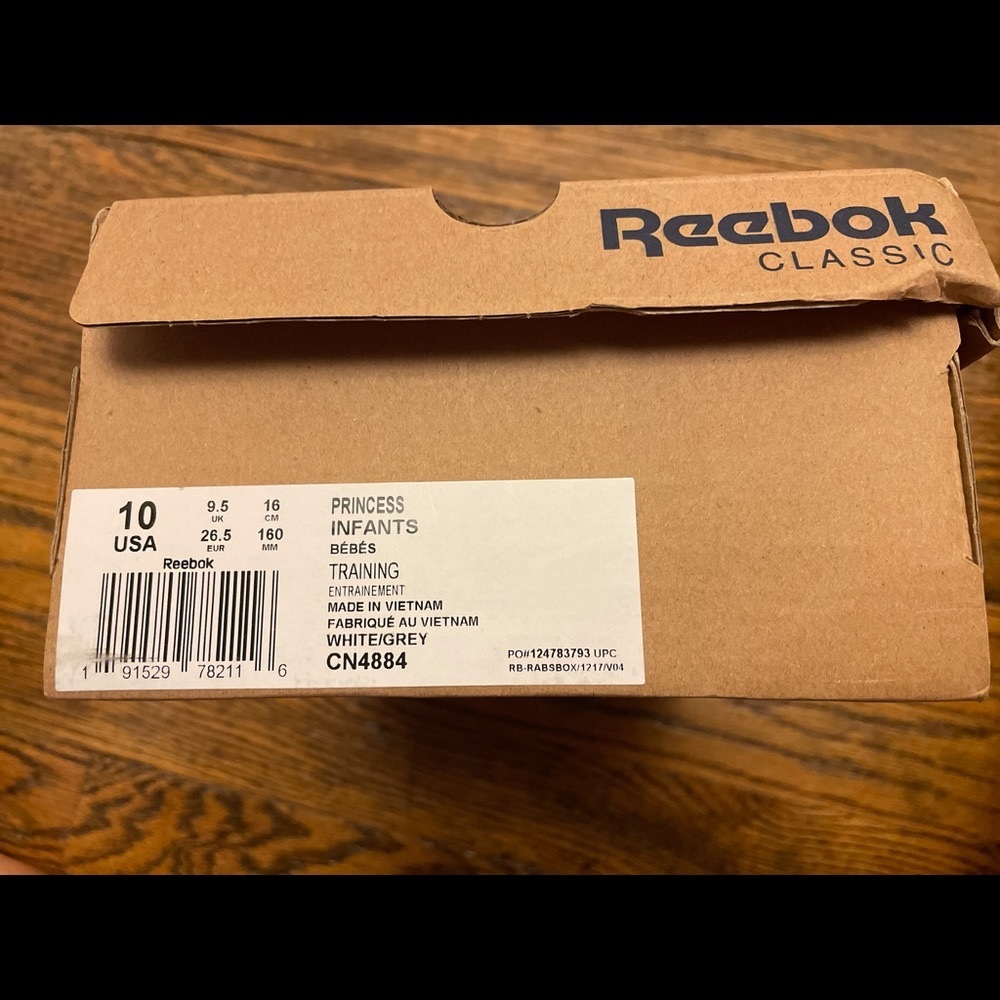 Reebok
CLASSIC
10
USA
9.5
UK
26.5
EUR
16
CM
160
MM
Reebok
1 91529 78211 6
PRINCESS
INFANTS
BÉBÉS
TRAINING
ENTRAINEMENT
MADE IN VIETNAM
FABRIQUÉ AU VIETNAM
WHITE/GREY
CN4884
PO#124783793 UPC
RB-RABSBOX/1217/V04